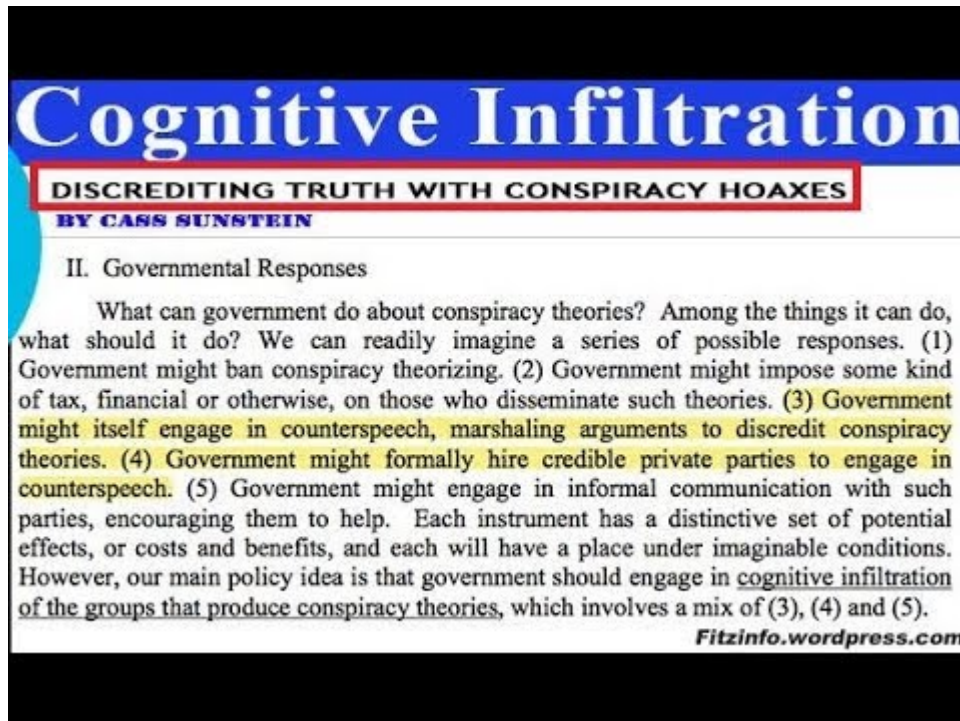 Cognitive Infiltration
DISCREDITING TRUTH WITH CONSPIRACY HOAXES
BY CASS SUNSTEIN
II. Governmental Responses
What can government do about conspiracy theories? Among the things it can do,
what should it do? We can readily imagine a series of possible responses. (1)
Government might ban conspiracy theorizing. (2) Government might impose some kind
of tax, financial or otherwise, on those who disseminate such theories. (3) Government
might itself engage in counterspeech, marshaling arguments to discredit conspiracy
theories. (4) Government might formally hire credible private parties to engage in
counterspeech. (5) Government might engage in informal communication with such
parties, encouraging them to help. Each instrument has a distinctive set of potential
effects, or costs and benefits, and each will have a place under imaginable conditions.
However, our main policy idea is that government should engage in cognitive infiltration
of the groups that produce conspiracy theories, which involves a mix of (3), (4) and (5).
Fitzinfo.wordpress.com